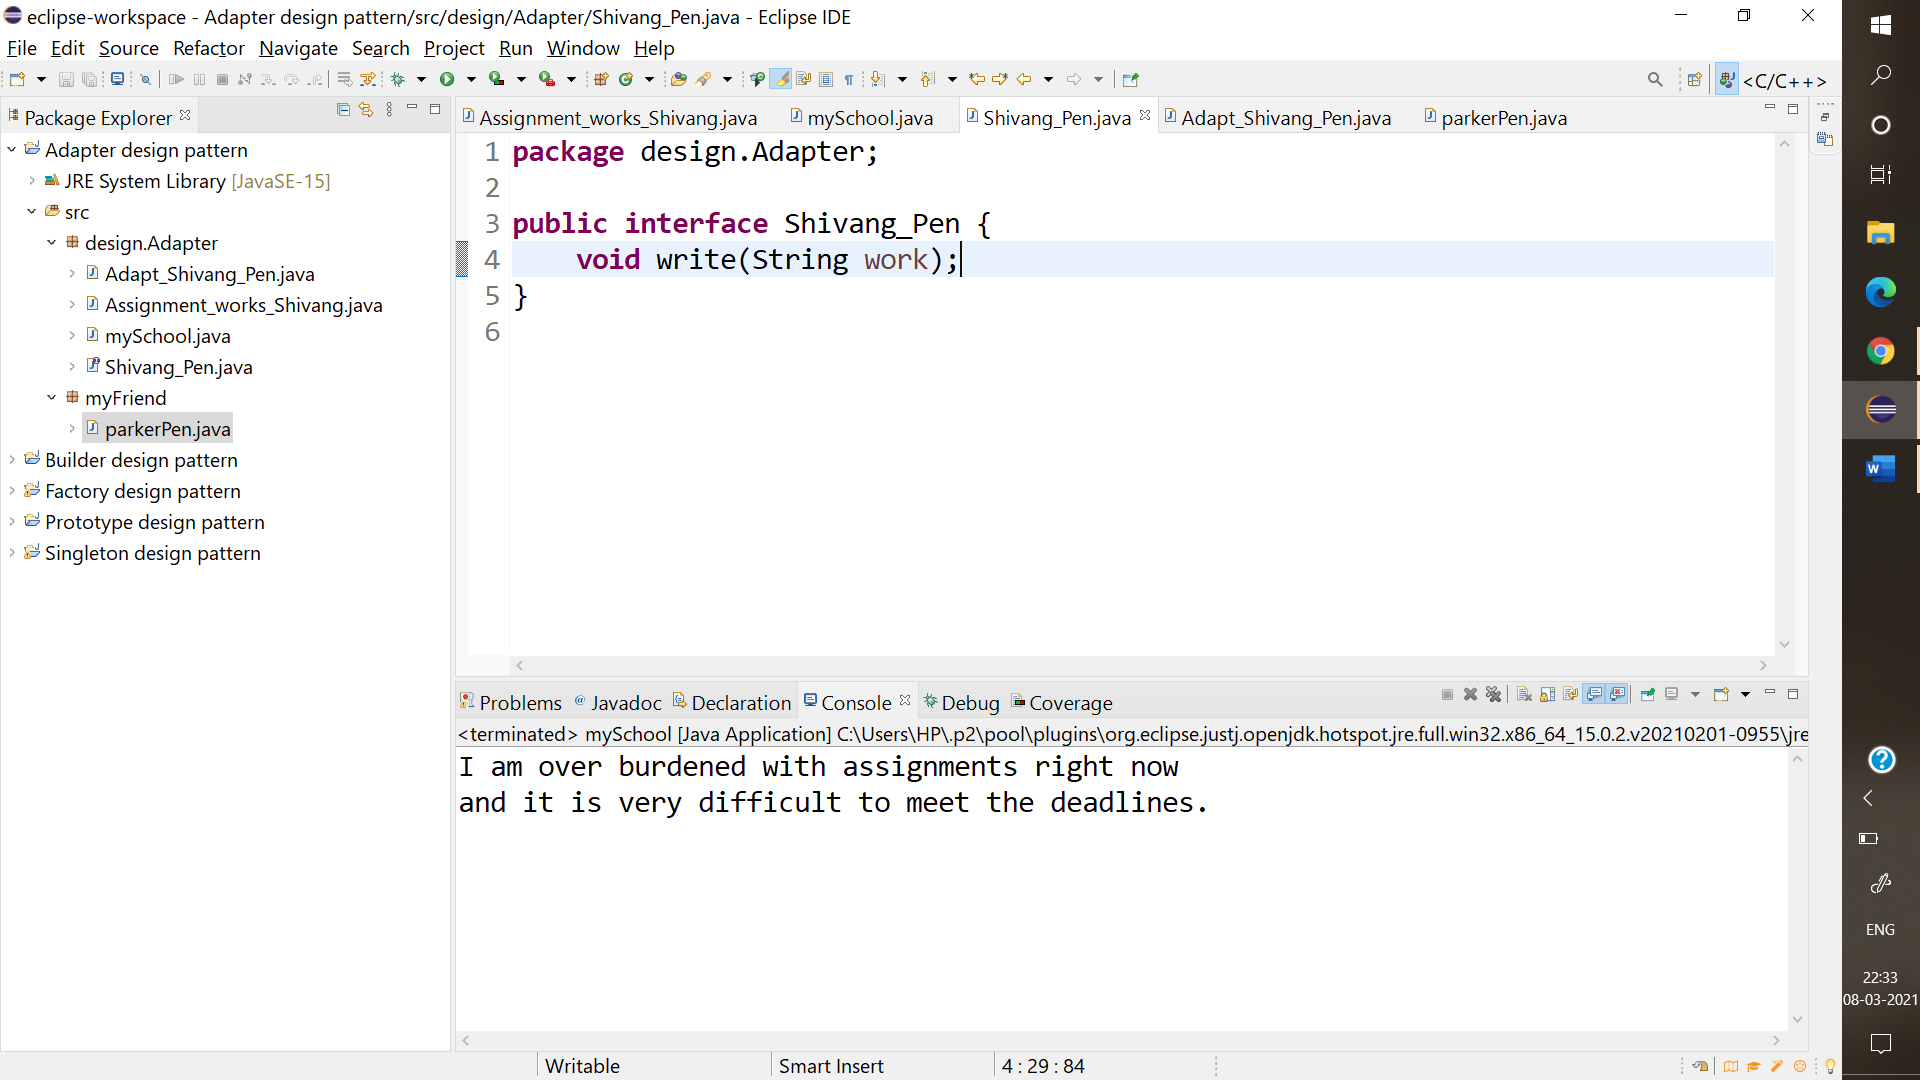 eclipse-workspace - Adapter design pattern/src/design/Adapter/Shivang_Pen.java - Eclipse IDE
File Edit Source Refactor Navigate Search Project Run Window Help
<C/C++>
Package Explorer
Adapter design pattern
JRE System Library [JavaSE-15]
src
design.Adapter
Adapt_Shivang_Pen.java
Assignment_works_Shivang.java
mySchool.java
Shivang_Pen.java
myFriend
parkerPen.java
Builder design pattern
Factory design pattern
Prototype design pattern
Singleton design pattern
Assignment_works_Shivang.java mySchool.java Shivang_Pen.java Adapt_Shivang_Pen.java parkerPen.java
1 package design.Adapter;
2
3 public interface Shivang_Pen {
4 void write(String work);
5 }
6
Problems Javadoc Declaration Console Debug Coverage
<terminated> mySchool [Java Application] C:\Users\HP\.p2\pool\plugins\org.eclipse.justj.openjdk.hotspot.jre.full.win32.x86_64_15.0.2.v20210201-0955\jre
I am over burdened with assignments right now
and it is very difficult to meet the deadlines.
Writable Smart Insert 4 : 29 : 84
ENG
22:33
08-03-2021